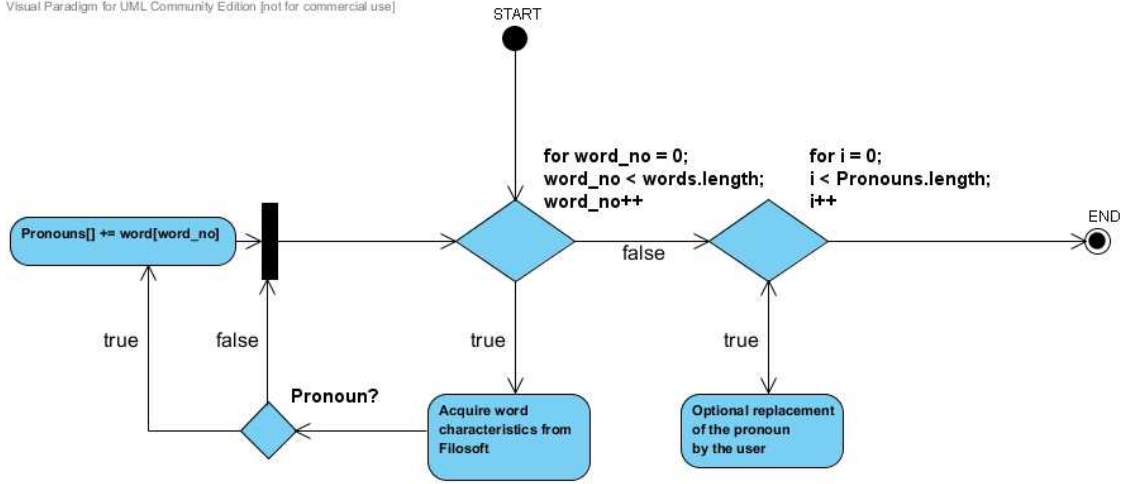 Visual Paradigm for UML Community Edition [not for commercial use]
START
for word_no = 0;
word_no < words.length;
word_no++
for i = 0;
i < Pronouns.length;
i++
END
Pronouns[] += word[word_no]
false
true
false
true
true
Pronoun?
Acquire word
characteristics from
Filosoft
Optional replacement
of the pronoun
by the user